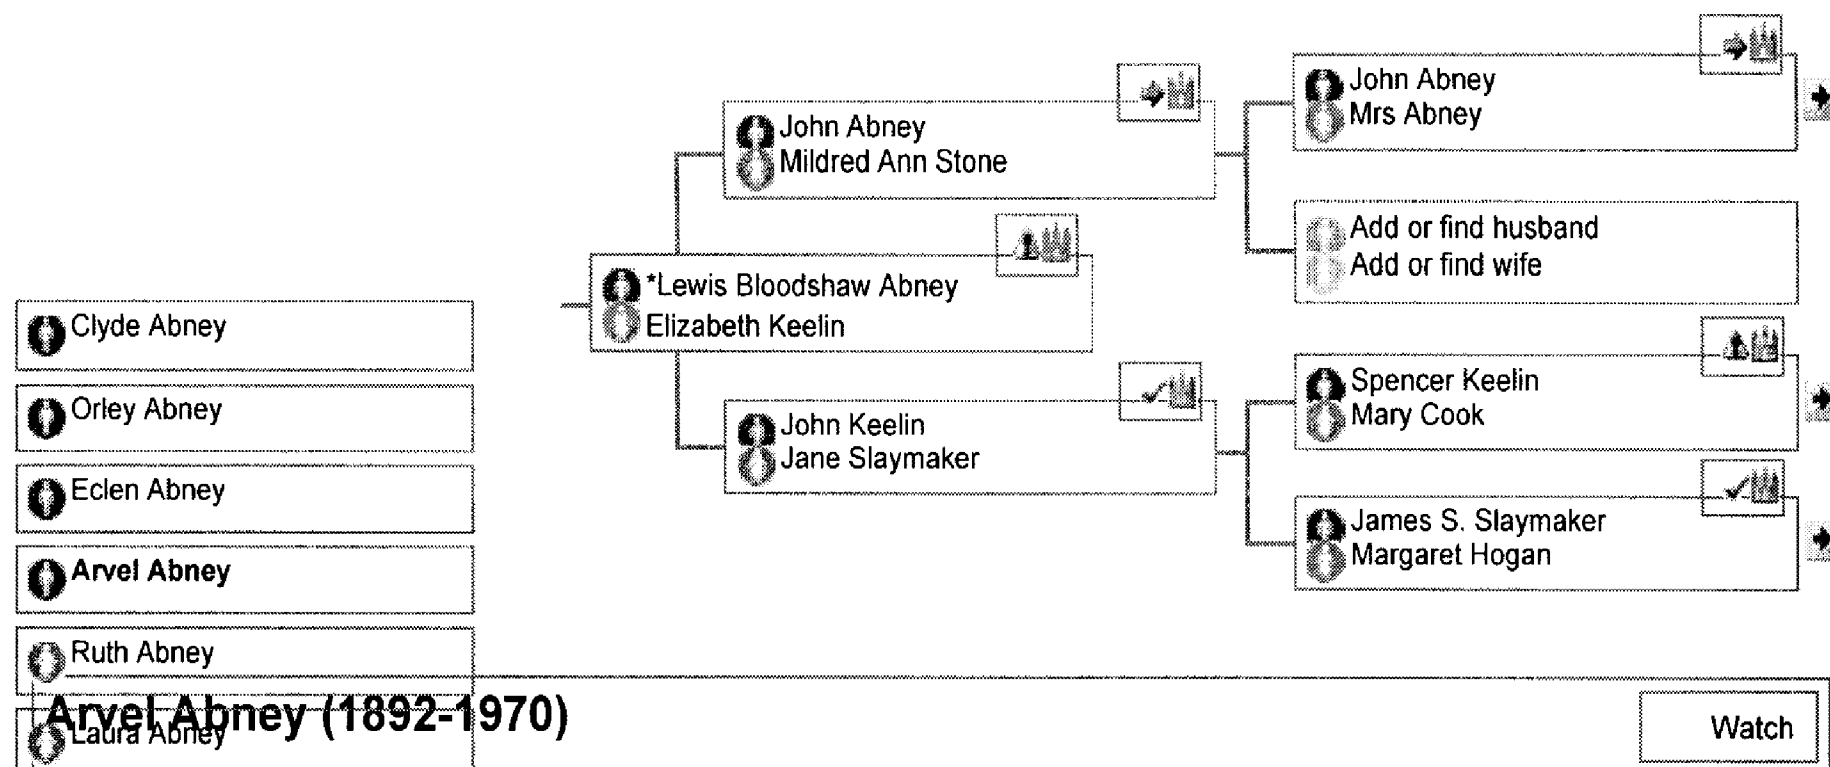 John Abney
Mrs Abney
John Abney
Mildred Ann Stone
Add or find husband
Add or find wife
*Lewis Bloodshaw Abney
Elizabeth Keelin
Clyde Abney
Orley Abney
Eclen Abney
Arvel Abney
Ruth Abney
Laura Abney
Spencer Keelin
Mary Cook
John Keelin
Jane Slaymaker
James S. Slaymaker
Margaret Hogan
Arvel Abney (1892-1970)
Watch